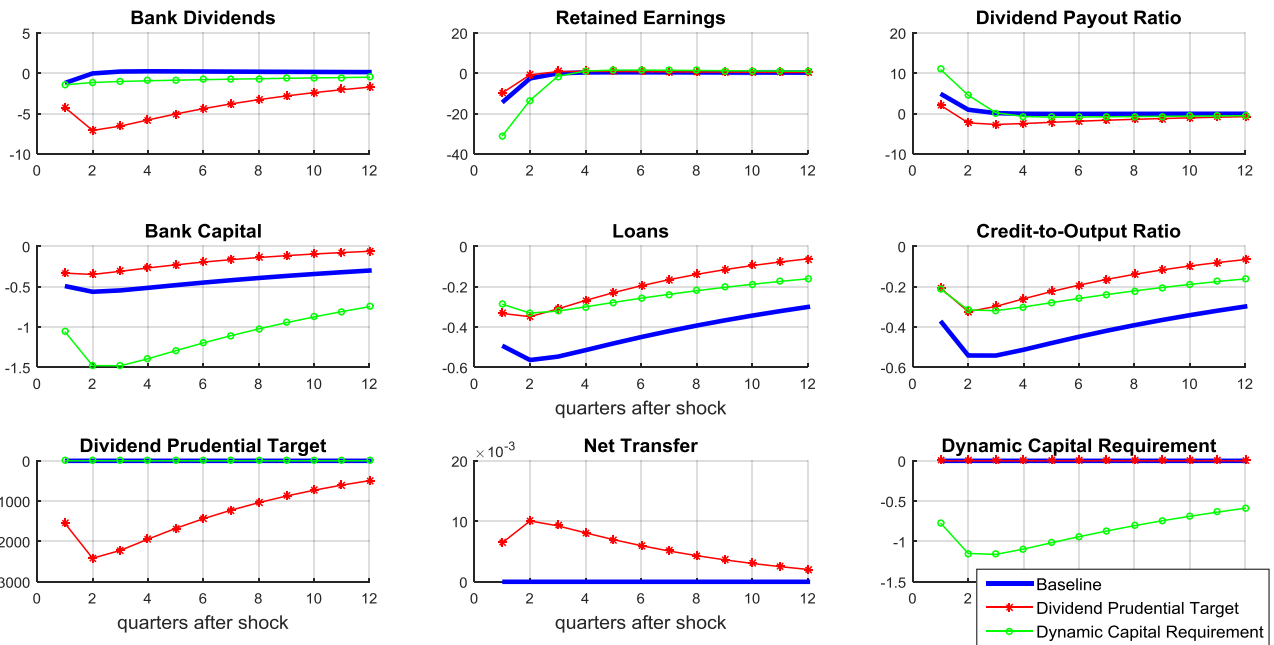 Bank Dividends
5
0
-5
-10
0 2 4 6 8 10 12
Retained Earnings
20
0
-20
-40
0 2 4 6 8 10 12
Dividend Payout Ratio
20
10
0
-10
0 2 4 6 8 10 12
Bank Capital
0
-0.5
-1
-1.5
0 2 4 6 8 10 12
Loans
0
-0.2
-0.4
-0.6
0 2 4 6 8 10 12
quarters after shock
Credit-to-Output Ratio
0
-0.2
-0.4
-0.6
0 2 4 6 8 10 12
Dividend Prudential Target
0
1000
2000
3000
0 2 4 6 8 10 12
quarters after shock
Net Transfer
×10^-3
20
10
0
0 2 4 6 8 10 12
quarters after shock
Dynamic Capital Requirement
0
-0.5
-1
-1.5
0 2
Baseline
Dividend Prudential Target
Dynamic Capital Requirement